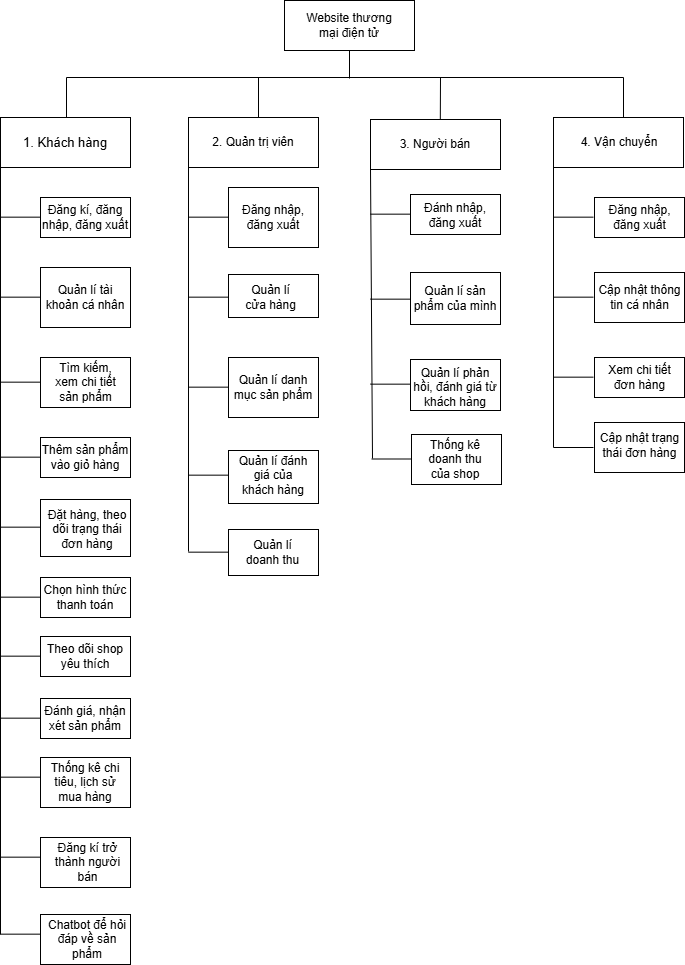 Website thương
mại điện tử
1. Khách hàng
Đăng kí, đăng
nhập, đăng xuất
Quản lí tài
khoản cá nhân
Tìm kiếm,
xem chi tiết
sản phẩm
Thêm sản phẩm
vào giỏ hàng
Đặt hàng, theo
dõi trạng thái
đơn hàng
Chọn hình thức
thanh toán
Theo dõi shop
yêu thích
Đánh giá, nhận
xét sản phẩm
Thống kê chi
tiêu, lịch sử
mua hàng
Đăng kí trở
thành người
bán
Chatbot để hỏi
đáp về sản
phẩm
2. Quản trị viên
Đăng nhập,
đăng xuất
Quản lí
cửa hàng
Quản lí danh
mục sản phẩm
Quản lí đánh
giá của
khách hàng
Quản lí
doanh thu
3. Người bán
Đánh nhập,
đăng xuất
Quản lí sản
phẩm của mình
Quản lí phản
hồi, đánh giá từ
khách hàng
Thống kê
doanh thu
của shop
4. Vận chuyển
Đăng nhập,
đăng xuất
Cập nhật thông
tin cá nhân
Xem chi tiết
đơn hàng
Cập nhật trạng
thái đơn hàng